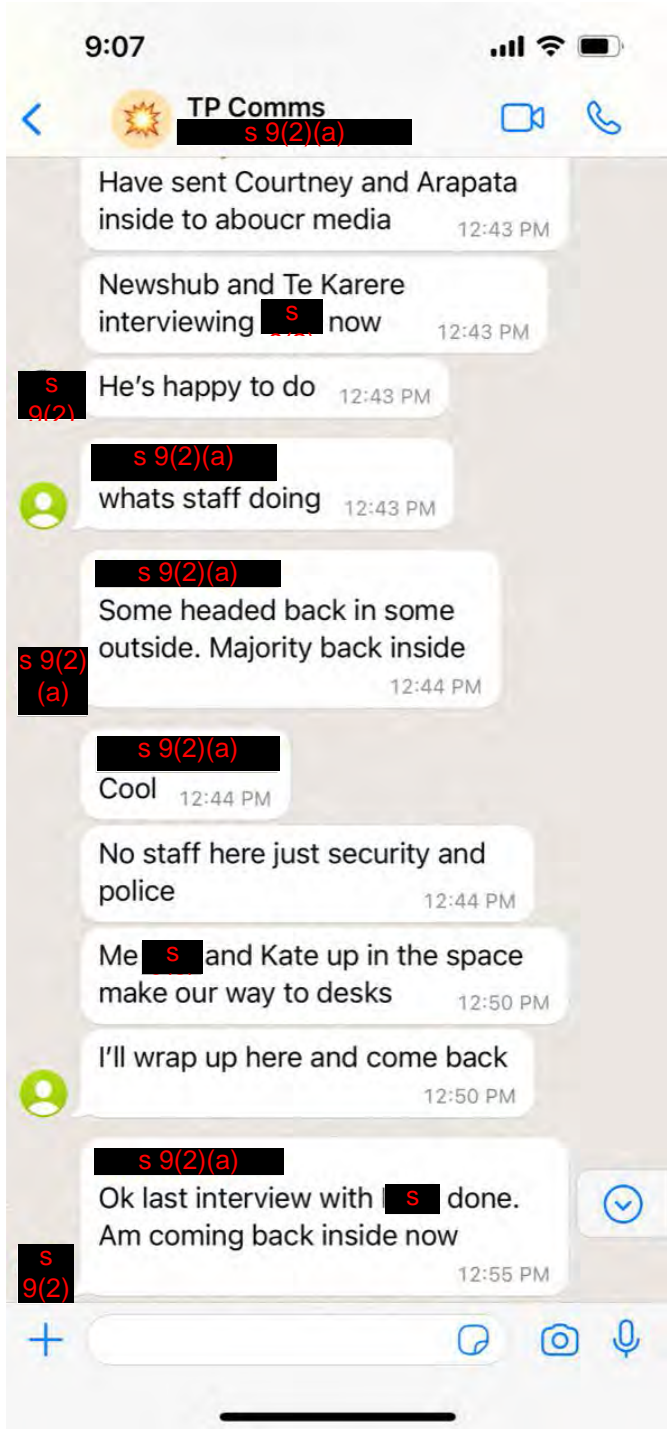 9:07
TP Comms
s 9(2)(a)
Have sent Courtney and Arapata
inside to aboucr media
12:43 PM
Newshub and Te Karere
interviewing s now
12:43 PM
s
9(2)
He's happy to do 12:43 PM
s 9(2)(a)
whats staff doing 12:43 PM
s 9(2)(a)
Some headed back in some
outside. Majority back inside
s 9(2)
(a)
12:44 PM
s 9(2)(a)
Cool 12:44 PM
No staff here just security and
police 12:44 PM
Me s and Kate up in the space
make our way to desks 12:50 PM
I'll wrap up here and come back
12:50 PM
s 9(2)(a)
Ok last interview with s done.
Am coming back inside now
12:55 PM
s
9(2)